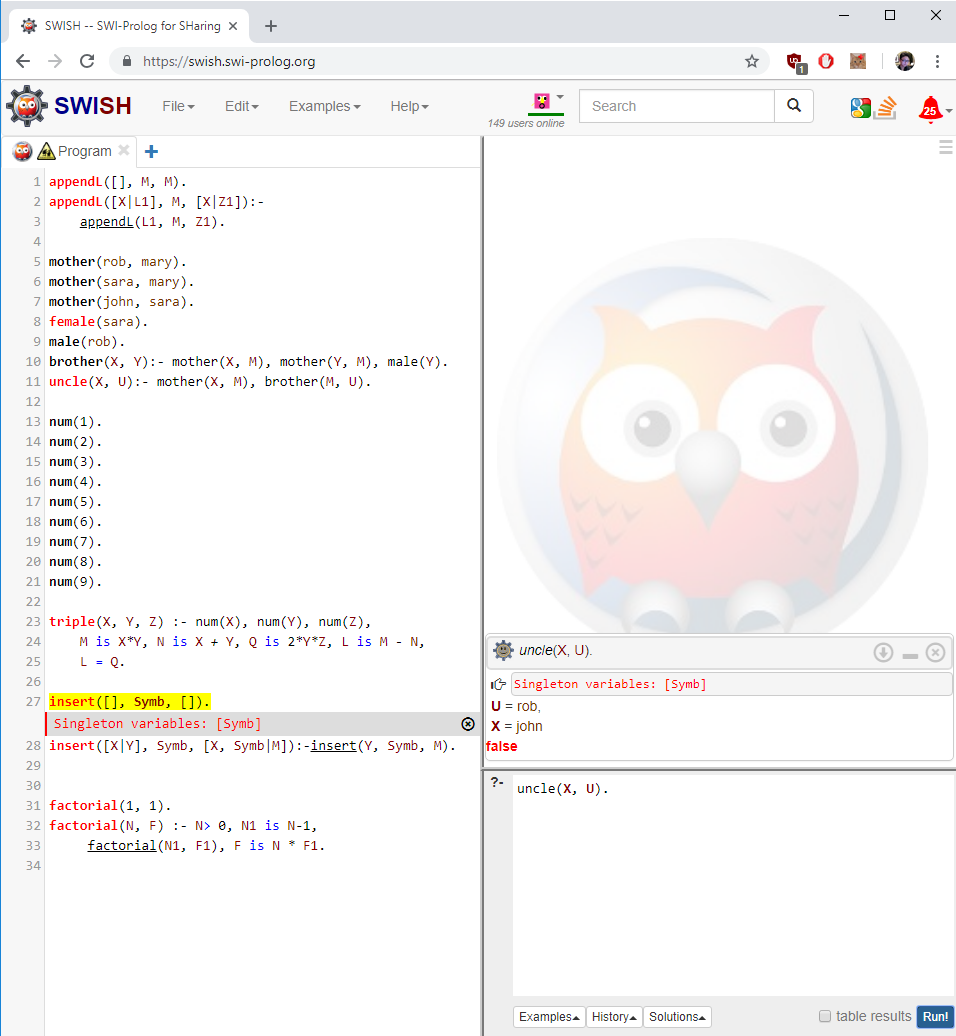 SWISH -- SWI-Prolog for SHaring
https://swish.swi-prolog.org
1
SWISH File Edit Examples Help 149 users online Search 25
Program
1 appendL([], M, M).
2 appendL([X|L1], M, [X|Z1]):-
3 appendL(L1, M, Z1).
4
5 mother(rob, mary).
6 mother(sara, mary).
7 mother(john, sara).
8 female(sara).
9 male(rob).
10 brother(X, Y):- mother(X, M), mother(Y, M), male(Y).
11 uncle(X, U):- mother(X, M), brother(M, U).
12
13 num(1).
14 num(2).
15 num(3).
16 num(4).
17 num(5).
18 num(6).
19 num(7).
20 num(8).
21 num(9).
22
23 triple(X, Y, Z) :- num(X), num(Y), num(Z),
24 M is X*Y, N is X + Y, Q is 2*Y*Z, L is M - N,
25 L = Q.
26
27 insert([], Symb, []).
Singleton variables: [Symb]
28 insert([X|Y], Symb, [X, Symb|M]):-insert(Y, Symb, M).
29
30
31 factorial(1, 1).
32 factorial(N, F) :- N> 0, N1 is N-1,
33 factorial(N1, F1), F is N * F1.
34
uncle(X, U).
Singleton variables: [Symb]
U = rob,
X = john
false
?- uncle(X, U).
Examples History Solutions table results Run!